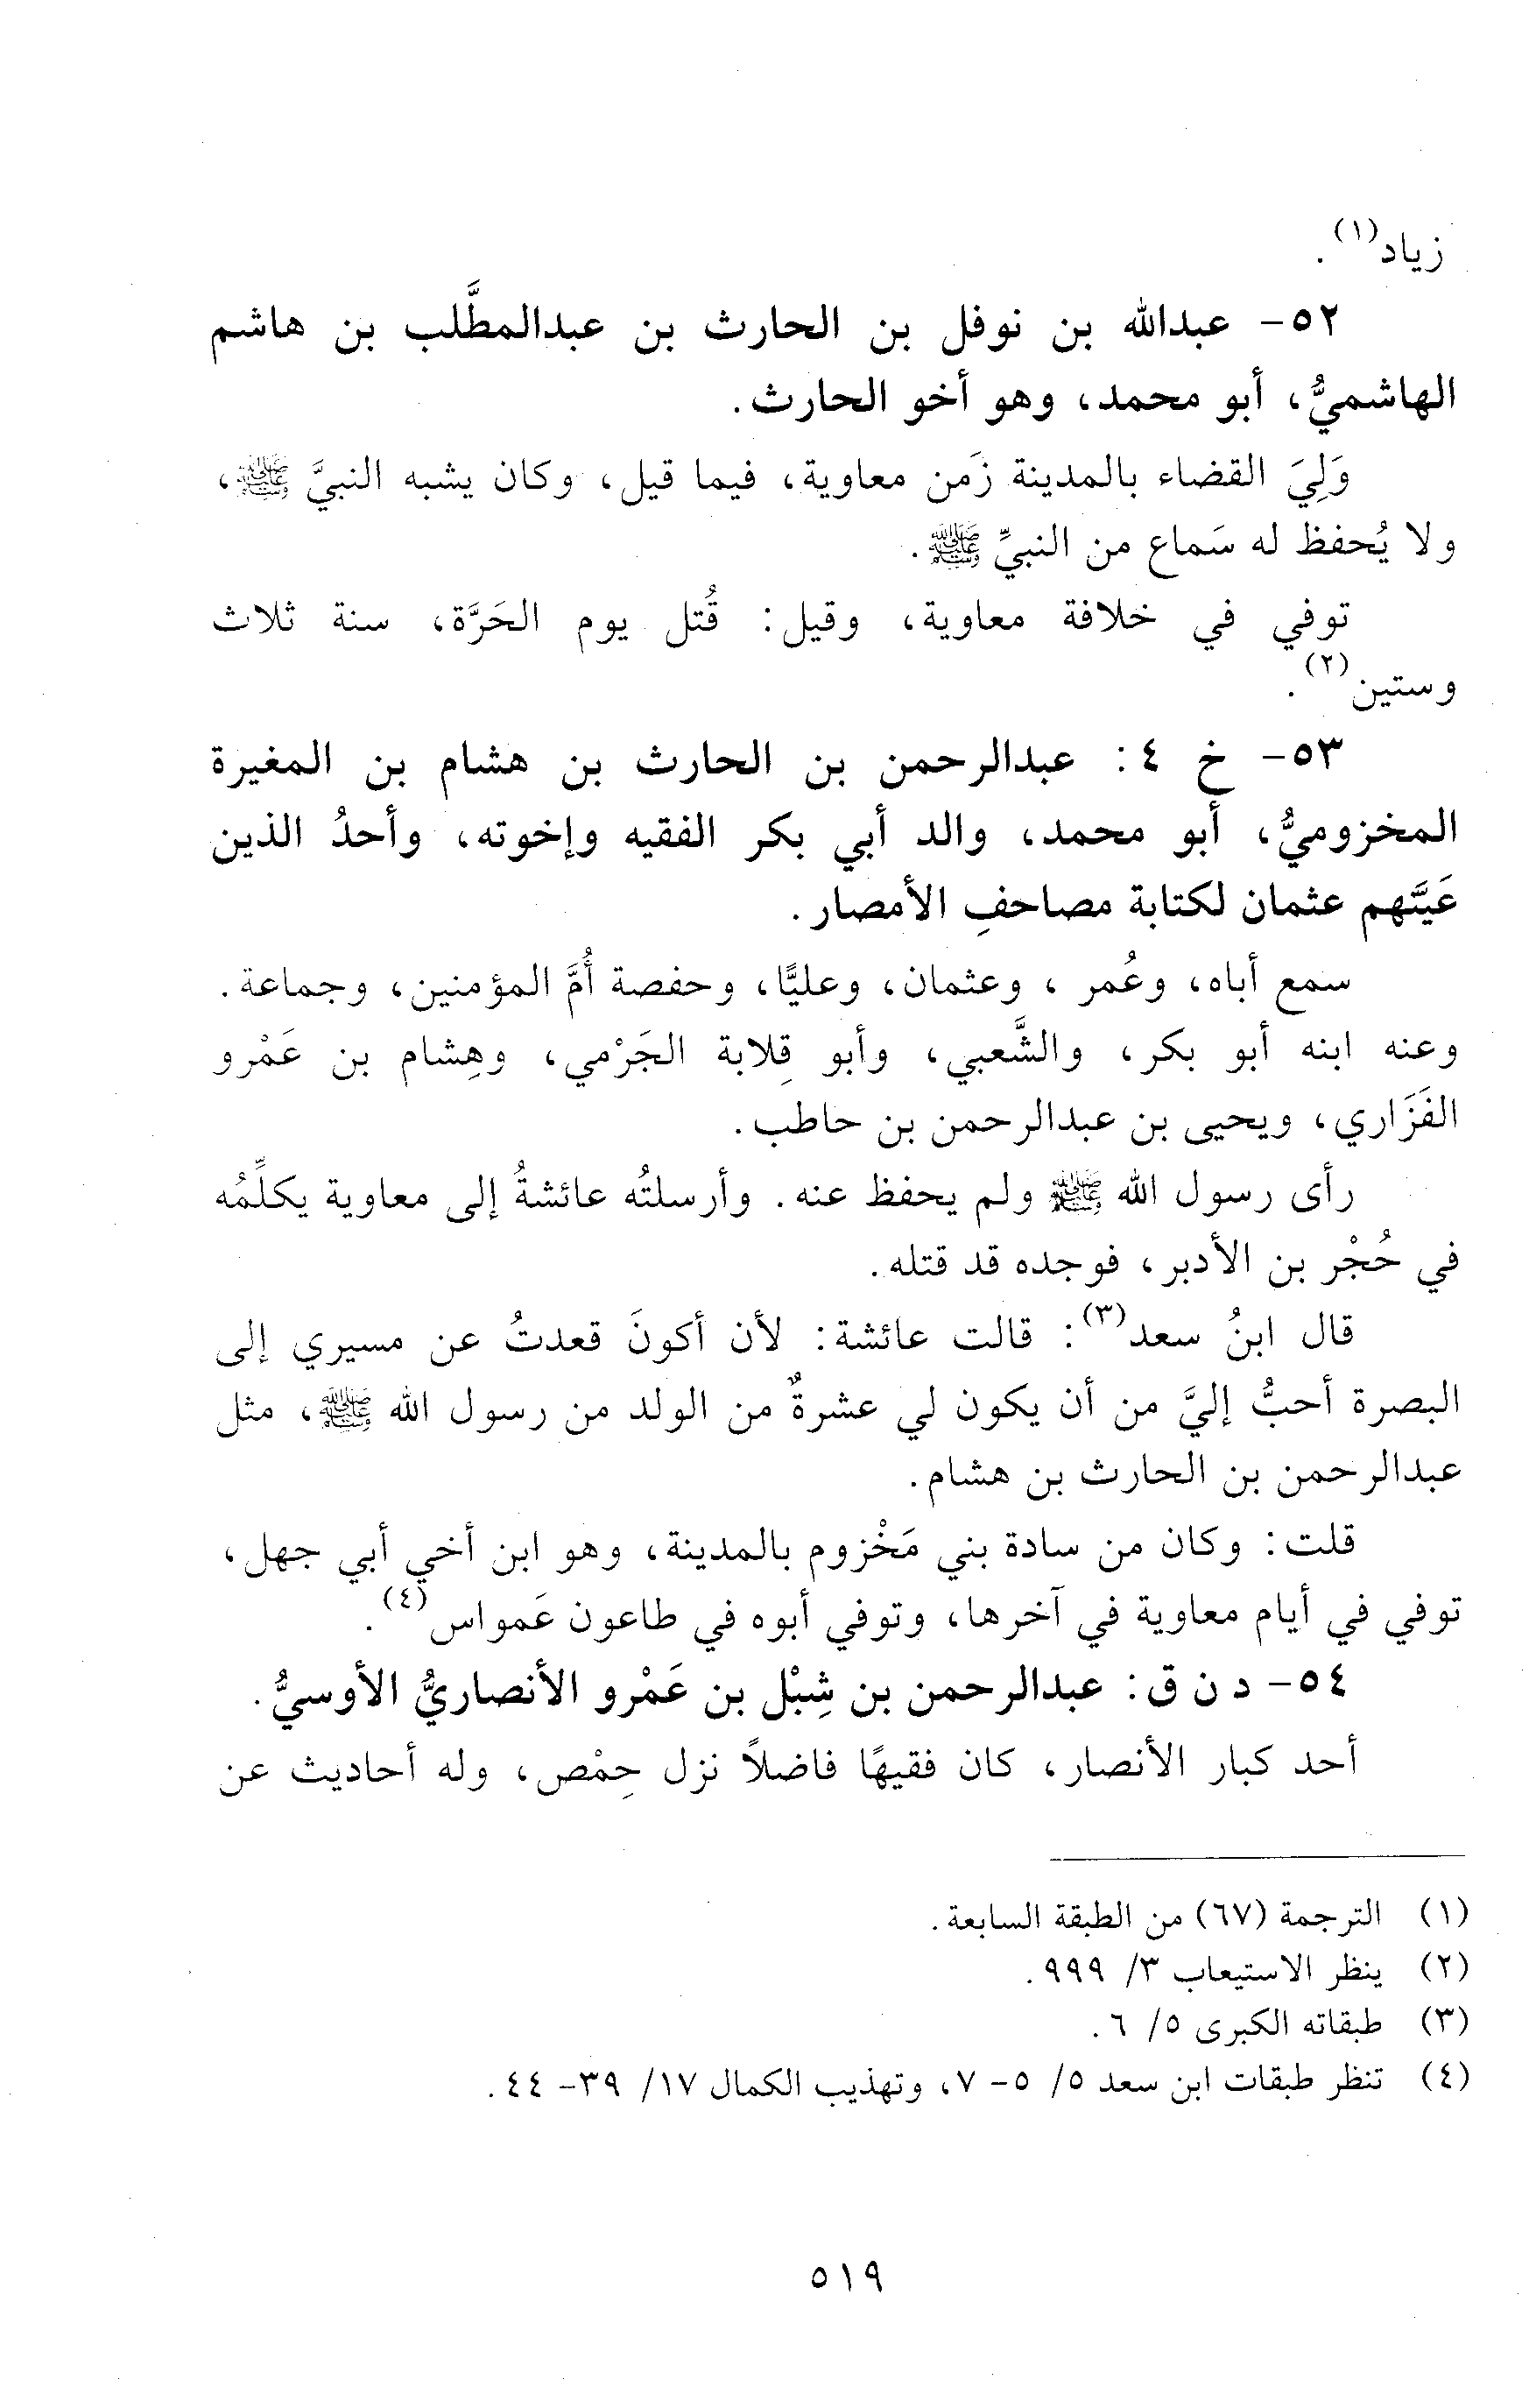 زياد(١).
٥٢- عبدالله بن نوفل بن الحارث بن عبدالمطَّلب بن هاشم
الهاشميُّ، أبو محمد، وهو أخو الحارث.
وَلِيَ القضاء بالمدينة زَمن معاوية، فيما قيل، وكان يشبه النبيَّ ﷺ،
ولا يُحفظ له سَماع من النبيِّ ﷺ.
توفي في خلافة معاوية، وقيل: قُتل يوم الحَرَّة، سنة ثلاث
وستين(٢).
٥٣- خ ٤: عبدالرحمن بن الحارث بن هشام بن المغيرة
المخزوميُّ، أبو محمد، والد أبي بكر الفقيه وإخوته، وأحدُ الذين
عَيَّنهم عثمان لكتابة مصاحفِ الأمصار.
سمع أباه، وعُمر، وعثمان، وعليًّا، وحفصة أُمَّ المؤمنين، وجماعة.
وعنه ابنه أبو بكر، والشَّعبي، وأبو قِلابة الجَرْمي، وهِشام بن عَمْرو
الفَزَاري، ويحيى بن عبدالرحمن بن حاطب.
رأى رسول الله ﷺ ولم يحفظ عنه. وأرسلتُه عائشةُ إلى معاوية يكلِّمُه
في حُجْر بن الأدبر، فوجده قد قتله.
قال ابنُ سعد(٣): قالت عائشة: لأن أكونَ قعدتُ عن مسيري إلى
البصرة أحبُّ إليَّ من أن يكون لي عشرةٌ من الولد من رسول الله ﷺ، مثل
عبدالرحمن بن الحارث بن هشام.
قلت: وكان من سادة بني مَخْزوم بالمدينة، وهو ابن أخي أبي جهل،
توفي في أيام معاوية في آخرها، وتوفي أبوه في طاعون عَمواس(٤).
٥٤- د ن ق: عبدالرحمن بن شِبْل بن عَمْرو الأنصاريُّ الأوسيُّ.
أحد كبار الأنصار، كان فقيهًا فاضلاً نزل حِمْص، وله أحاديث عن
(١) الترجمة (٦٧) من الطبقة السابعة.
(٢) ينظر الاستيعاب ٣/ ٩٩٩.
(٣) طبقاته الكبرى ٥/ ٦.
(٤) تنظر طبقات ابن سعد ٥/ ٥- ٧، وتهذيب الكمال ١٧/ ٣٩- ٤٤.
٥١٩